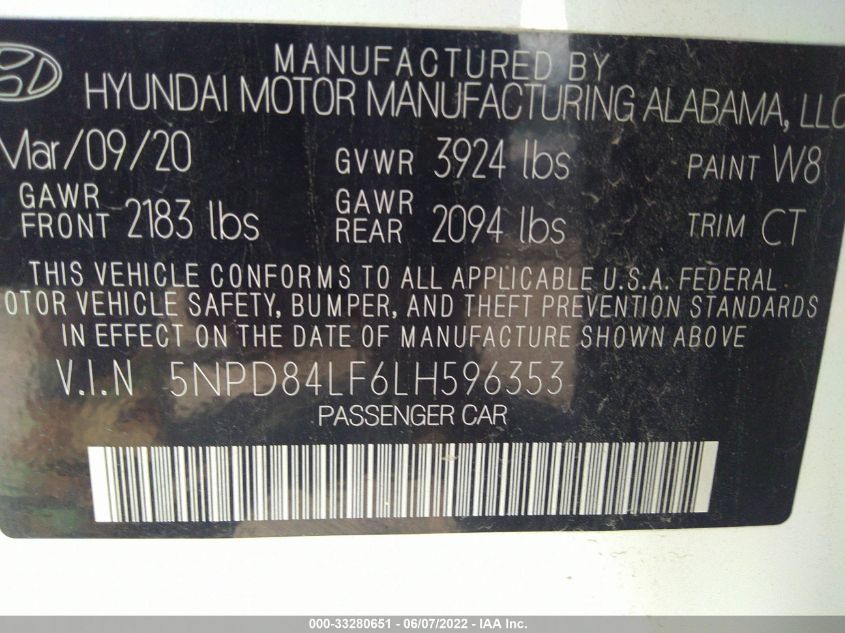 MANUFACTURED BY
HYUNDAI MOTOR MANUFACTURING ALABAMA, LLC
Mar/09/20 GVWR 3924 lbs PAINT W8
GAWR FRONT 2183 lbs GAWR REAR 2094 lbs TRIM CT
THIS VEHICLE CONFORMS TO ALL APPLICABLE U.S.A. FEDERAL
OTOR VEHICLE SAFETY, BUMPER, AND THEFT PREVENTION STANDARDS
IN EFFECT ON THE DATE OF MANUFACTURE SHOWN ABOVE
V.I.N 5NPD84LF6LH596353
PASSENGER CAR
000-33280651 - 06/07/2022 - IAA Inc.